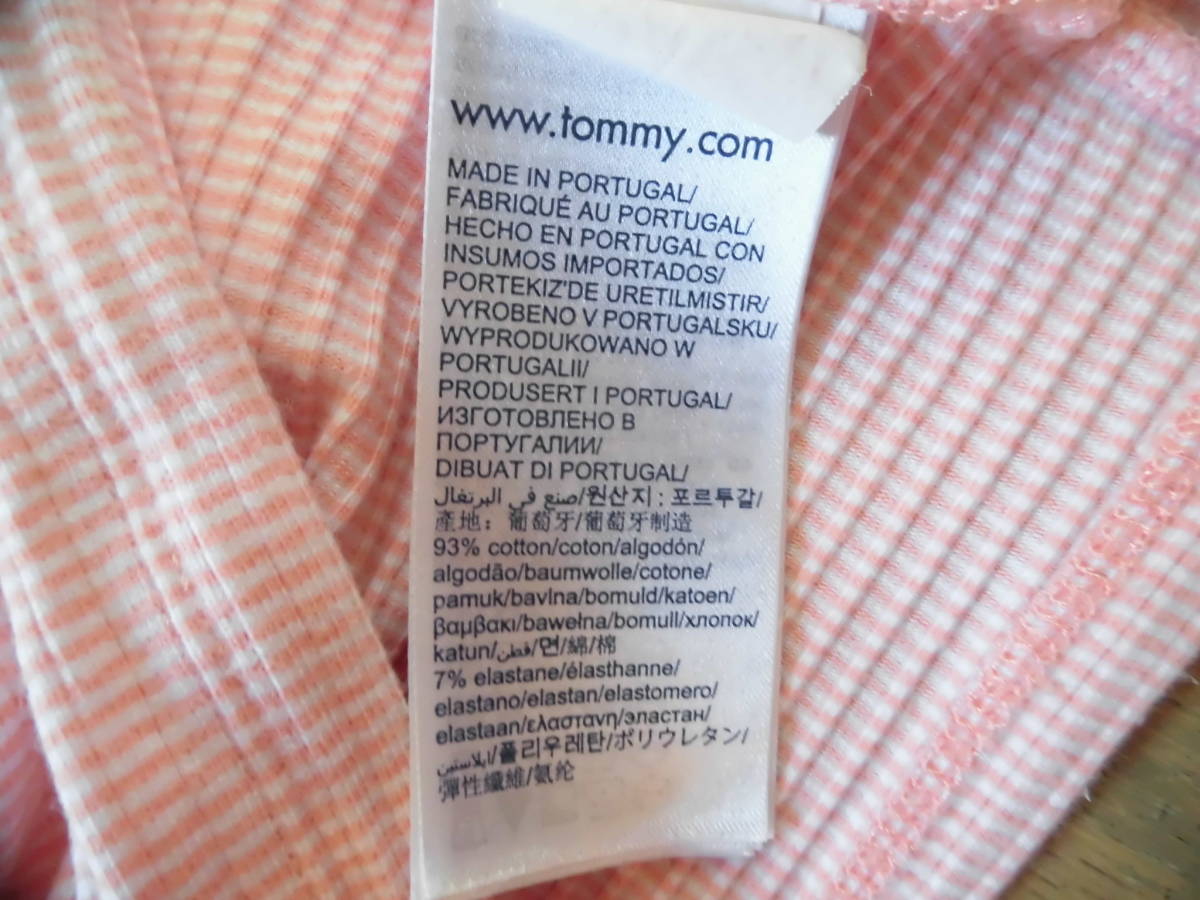 www.tommy.com
MADE IN PORTUGAL/
FABRIQUÉ AU PORTUGAL/
HECHO EN PORTUGAL CON
INSUMOS IMPORTADOS/
PORTEKIZ'DE URETILMISTIR/
VYROBENO V PORTUGALSKU/
WYPRODUKOWANO W
PORTUGALII/
PRODUSERT I PORTUGAL/
ИЗГОТОВЛЕНО В
ПОРТУГАЛИИ/
DIBUAT DI PORTUGAL/
صنع في البرتغال/원산지 : 포르투갈/
產地：葡萄牙/葡萄牙制造
93% cotton/coton/algodón/
algodão/baumwolle/cotone/
pamuk/bavlna/bomuld/katoen/
βαμβακι/bawełna/bomull/хлопок/
katun/قطن/면/綿/棉
7% elastane/élasthanne/
elastano/elastan/elastomero/
elastaan/ελαστανη/эластан/
ايلاستين/폴리우레탄/ポリウレタン/
彈性纖維/氨纶